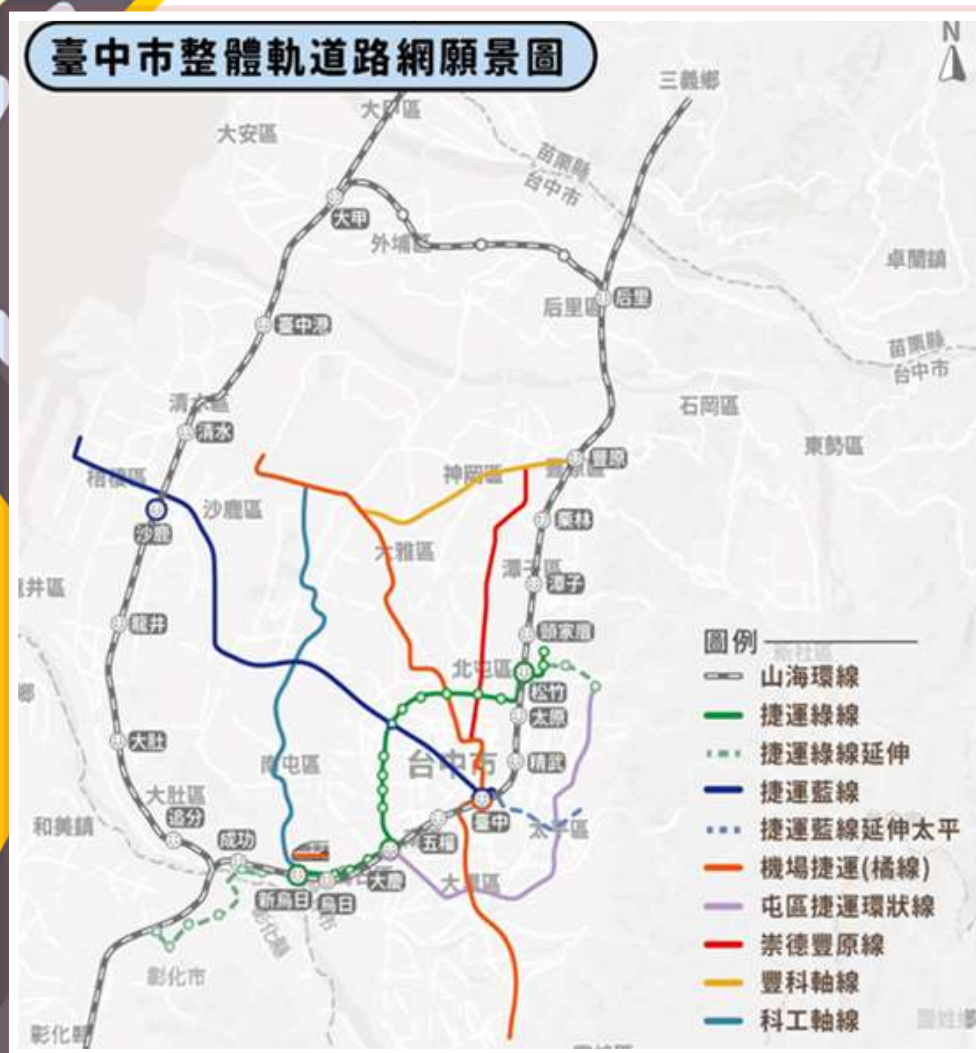 臺中市整體軌道路網願景圖
N
三義鄉
大甲區
大安區
苗栗縣
台中市
大甲
外埔區
卓蘭鎮
后里區
后里
臺中港
苗栗縣
台中市
石岡區
清水區
清水
東勢區
豐原
神岡區
梧棲區
沙鹿區
沙鹿
栗林
大雅區
潭子區
潭子
龍井
頭家厝
圖例
山海環線
北屯區
松竹
捷運綠線
太原
捷運綠線延伸
大肚
台中市
精武
南屯區
捷運藍線
大肚區
臺中
捷運藍線延伸太平
和美鎮
追分
太平區
成功
五權
機場捷運(橘線)
大慶
新烏日
烏日
屯區捷運環狀線
彰化縣
崇德豐原線
彰化市
豐科軸線
彰化縣
科工軸線